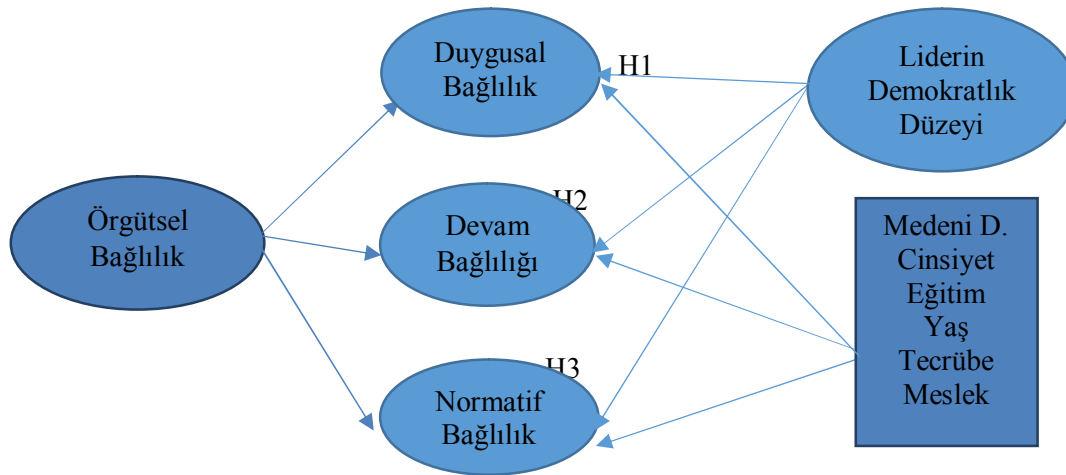 Örgütsel
Bağlılık
Duygusal
Bağlılık
H1
Devam
Bağlılığı
H2
Normatif
Bağlılık
H3
Liderin
Demokratlık
Düzeyi
Medeni D.
Cinsiyet
Eğitim
Yaş
Tecrübe
Meslek